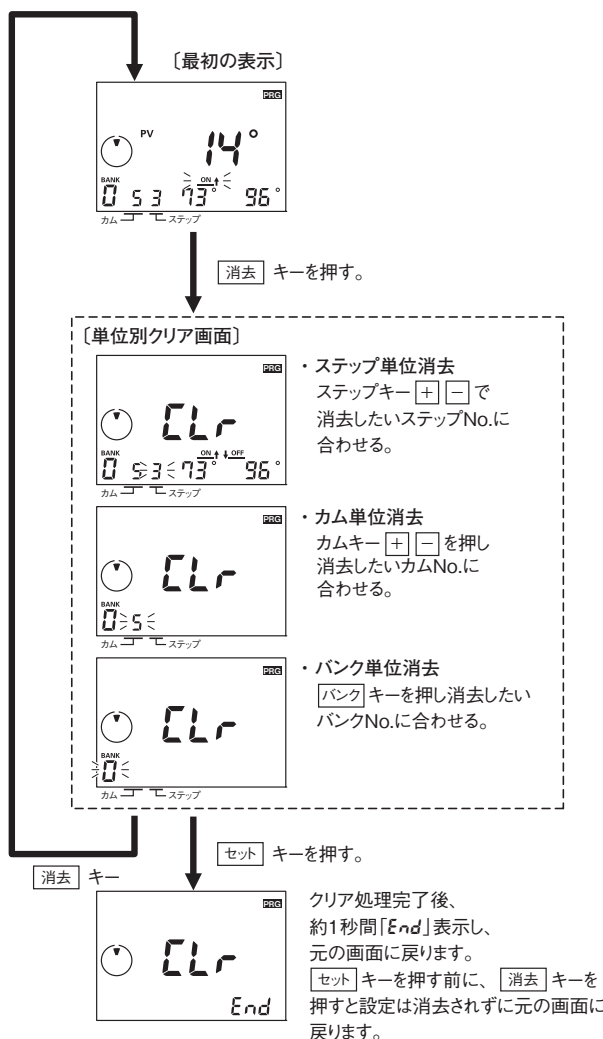 〔最初の表示〕
PRG
PV 14°
BANK ON↑
0 5 3 73° 96°
カム ステップ
消去 キーを押す。
〔単位別クリア画面〕
PRG
CLr
BANK ON↑ ↓OFF
0 5 3 73° 96°
カム ステップ
・ステップ単位消去
ステップキー + − で
消去したいステップNo.に
合わせる。
PRG
CLr
BANK
0 5
カム ステップ
・カム単位消去
カムキー + − を押し
消去したいカムNo.に
合わせる。
PRG
CLr
BANK
0
カム ステップ
・バンク単位消去
バンク キーを押し消去したい
バンクNo.に合わせる。
セット キーを押す。
消去 キー
PRG
CLr
End
クリア処理完了後、
約1秒間「End」表示し、
元の画面に戻ります。
セット キーを押す前に、 消去 キーを
押すと設定は消去されずに元の画面に
戻ります。